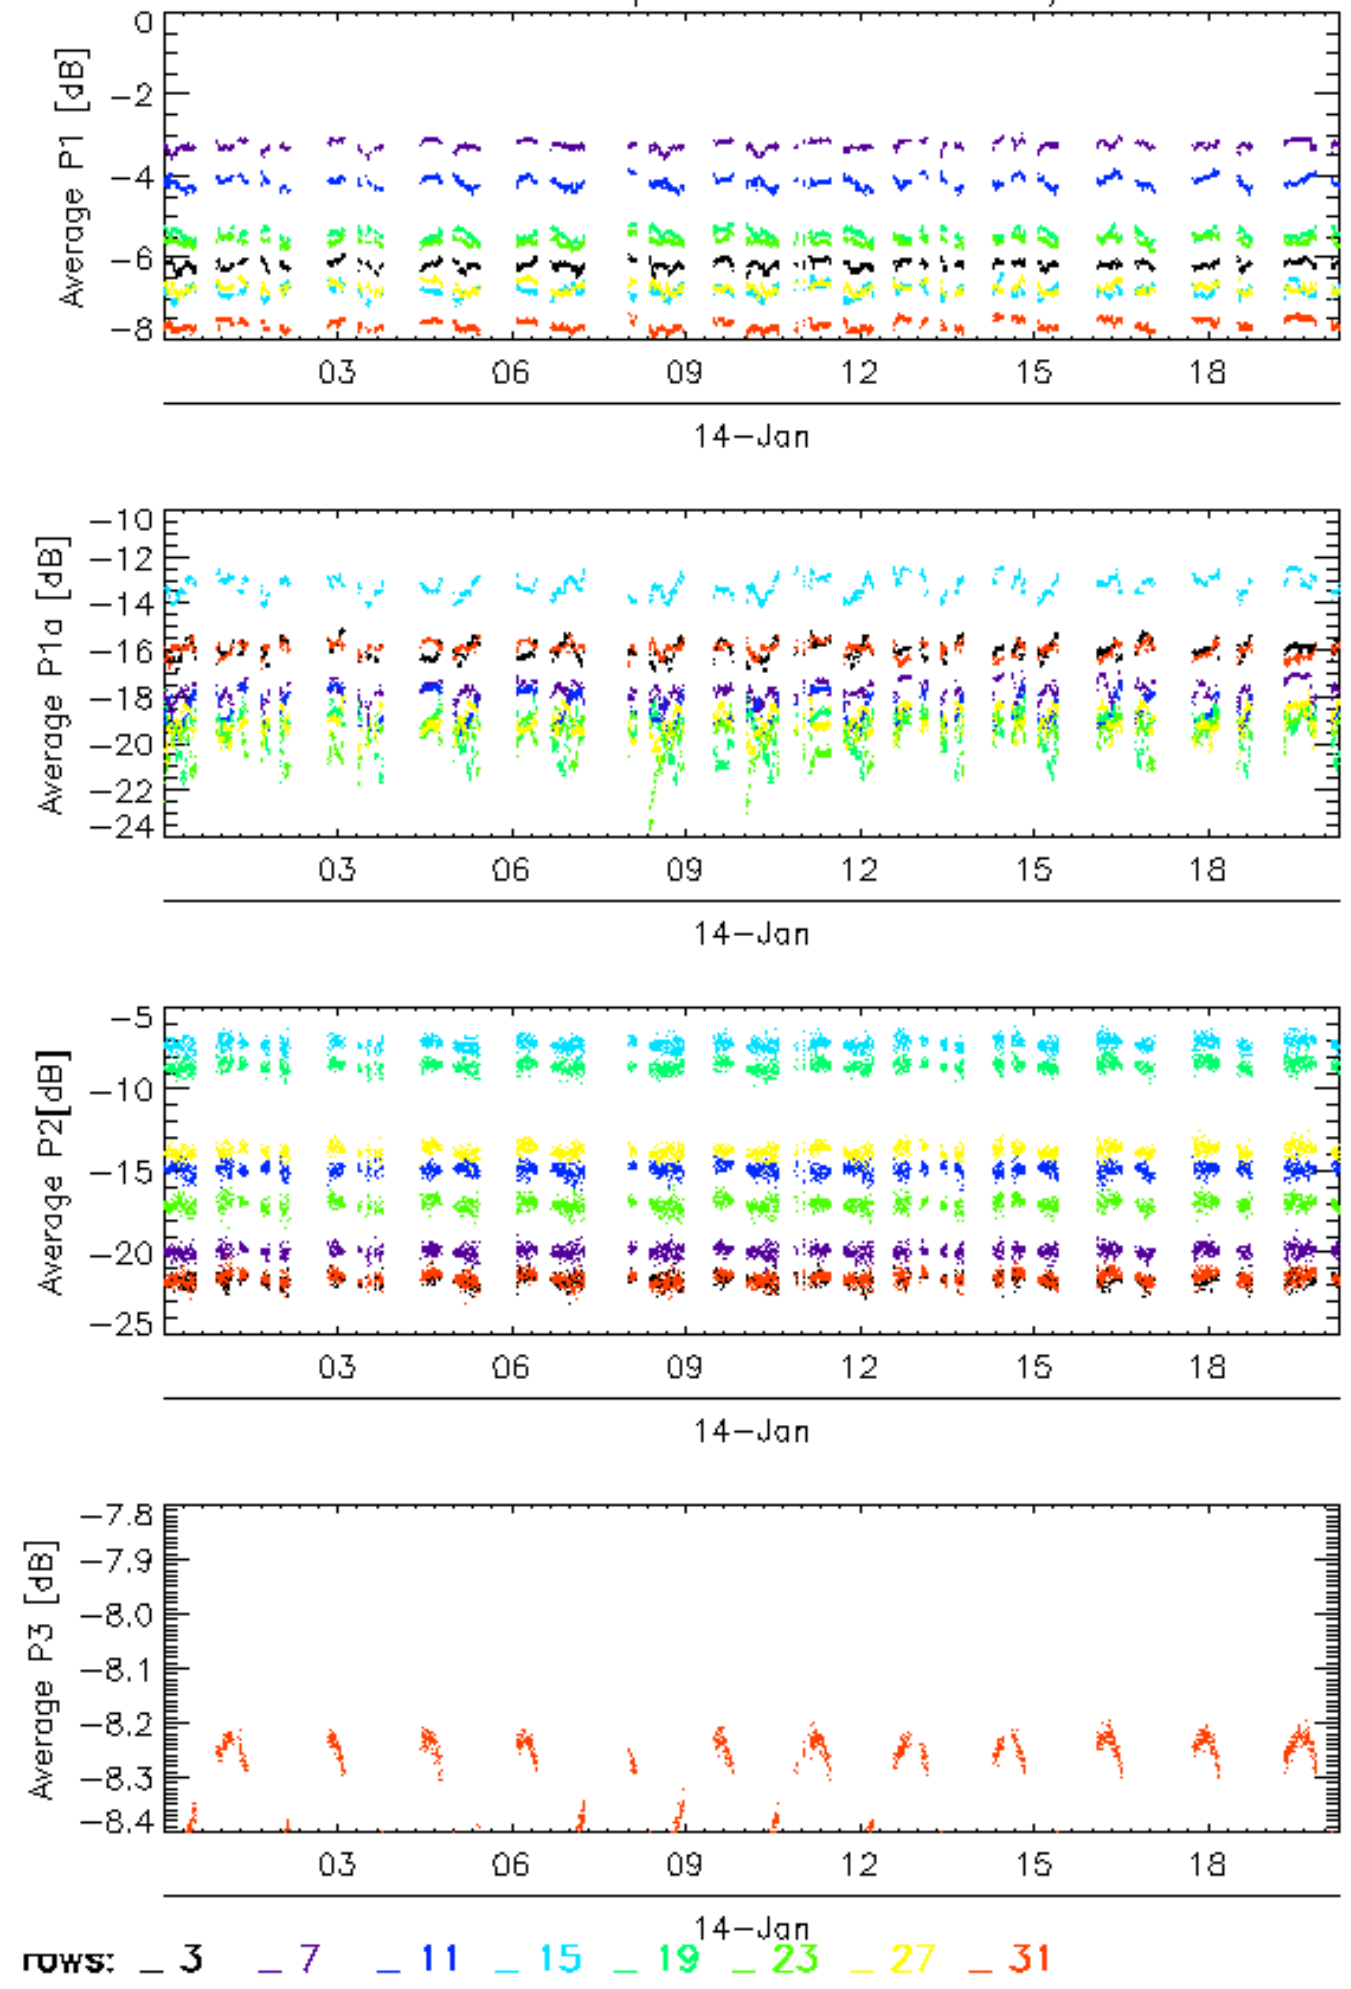 0
−2
−4
−6
−8
Average P1 [dB]
03 06 09 12 15 18
14−Jan
−10
−12
−14
−16
−18
−20
−22
−24
Average P1a [dB]
03 06 09 12 15 18
14−Jan
−5
−10
−15
−20
−25
Average P2[dB]
03 06 09 12 15 18
14−Jan
−7.8
−7.9
−8.0
−8.1
−8.2
−8.3
−8.4
Average P3 [dB]
03 06 09 12 15 18
14−Jan
rows: _ 3 _ 7 _ 11 _ 15 _ 19 _ 23 _ 27 _ 31